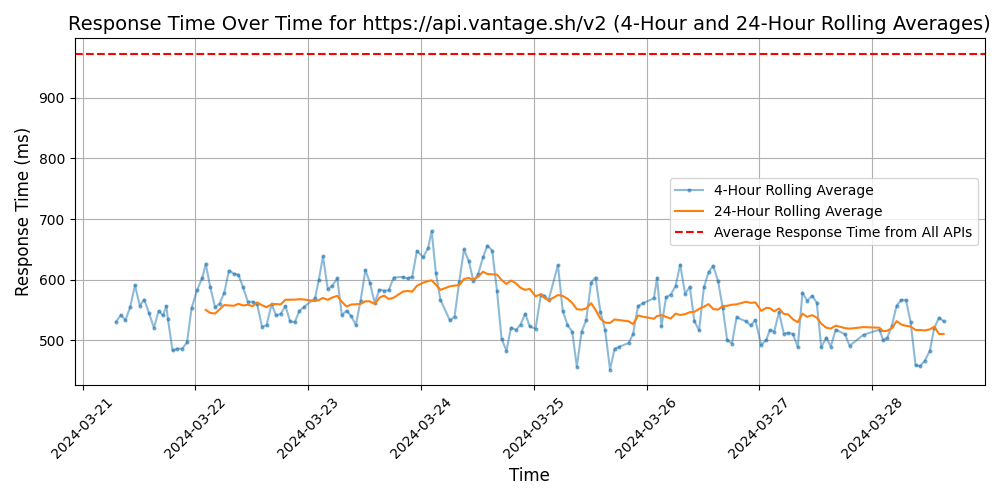 Response Time Over Time for https://api.vantage.sh/v2 (4-Hour and 24-Hour Rolling Averages)
Response Time (ms)
900
800
700
600
500
4-Hour Rolling Average
24-Hour Rolling Average
Average Response Time from All APIs
2024-03-21
2024-03-22
2024-03-23
2024-03-24
2024-03-25
2024-03-26
2024-03-27
2024-03-28
Time